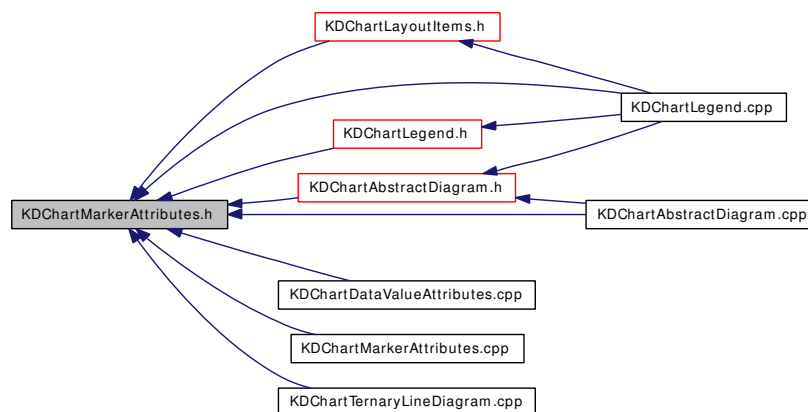 KDChartLayoutItems.h
KDChartLegend.cpp
KDChartLegend.h
KDChartAbstractDiagram.h
KDChartMarkerAttributes.h
KDChartAbstractDiagram.cpp
KDChartDataValueAttributes.cpp
KDChartMarkerAttributes.cpp
KDChartTernaryLineDiagram.cpp